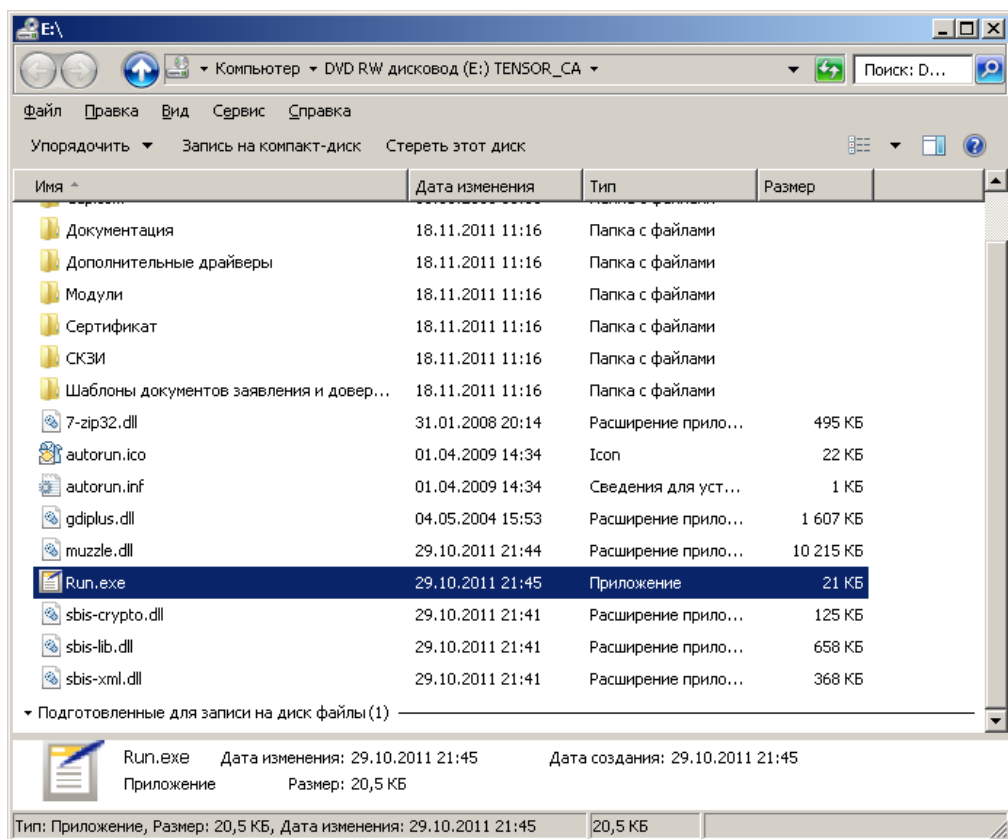 E:\
Компьютер DVD RW дисковод (E:) TENSOR_CA Поиск: D...
Файл Правка Вид Сервис Справка
Упорядочить Запись на компакт-диск Стереть этот диск
Имя Дата изменения Тип Размер
Документация 18.11.2011 11:16 Папка с файлами
Дополнительные драйверы 18.11.2011 11:16 Папка с файлами
Модули 18.11.2011 11:16 Папка с файлами
Сертификат 18.11.2011 11:16 Папка с файлами
СКЗИ 18.11.2011 11:16 Папка с файлами
Шаблоны документов заявления и довер... 18.11.2011 11:16 Папка с файлами
7-zip32.dll 31.01.2008 20:14 Расширение прило... 495 КБ
autorun.ico 01.04.2009 14:34 Icon 22 КБ
autorun.inf 01.04.2009 14:34 Сведения для уст... 1 КБ
gdiplus.dll 04.05.2004 15:53 Расширение прило... 1 607 КБ
muzzle.dll 29.10.2011 21:44 Расширение прило... 10 215 КБ
Run.exe 29.10.2011 21:45 Приложение 21 КБ
sbis-crypto.dll 29.10.2011 21:41 Расширение прило... 125 КБ
sbis-lib.dll 29.10.2011 21:41 Расширение прило... 658 КБ
sbis-xml.dll 29.10.2011 21:41 Расширение прило... 368 КБ
Подготовленные для записи на диск файлы (1)
Run.exe Дата изменения: 29.10.2011 21:45 Дата создания: 29.10.2011 21:45
Приложение Размер: 20,5 КБ
Тип: Приложение, Размер: 20,5 КБ, Дата изменения: 29.10.2011 21:45 20,5 КБ